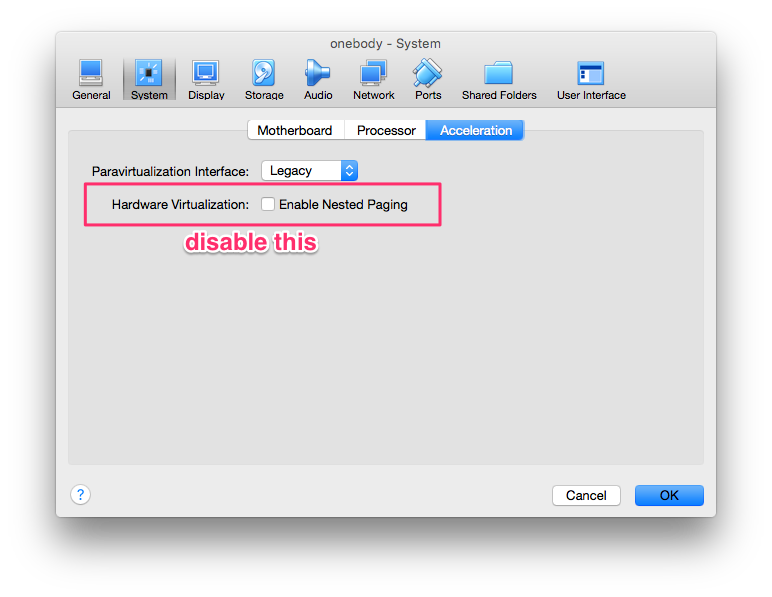 onebody - System
General System Display Storage Audio Network Ports Shared Folders User Interface
Motherboard Processor Acceleration
Paravirtualization Interface: Legacy
Hardware Virtualization: Enable Nested Paging
disable this
? Cancel OK